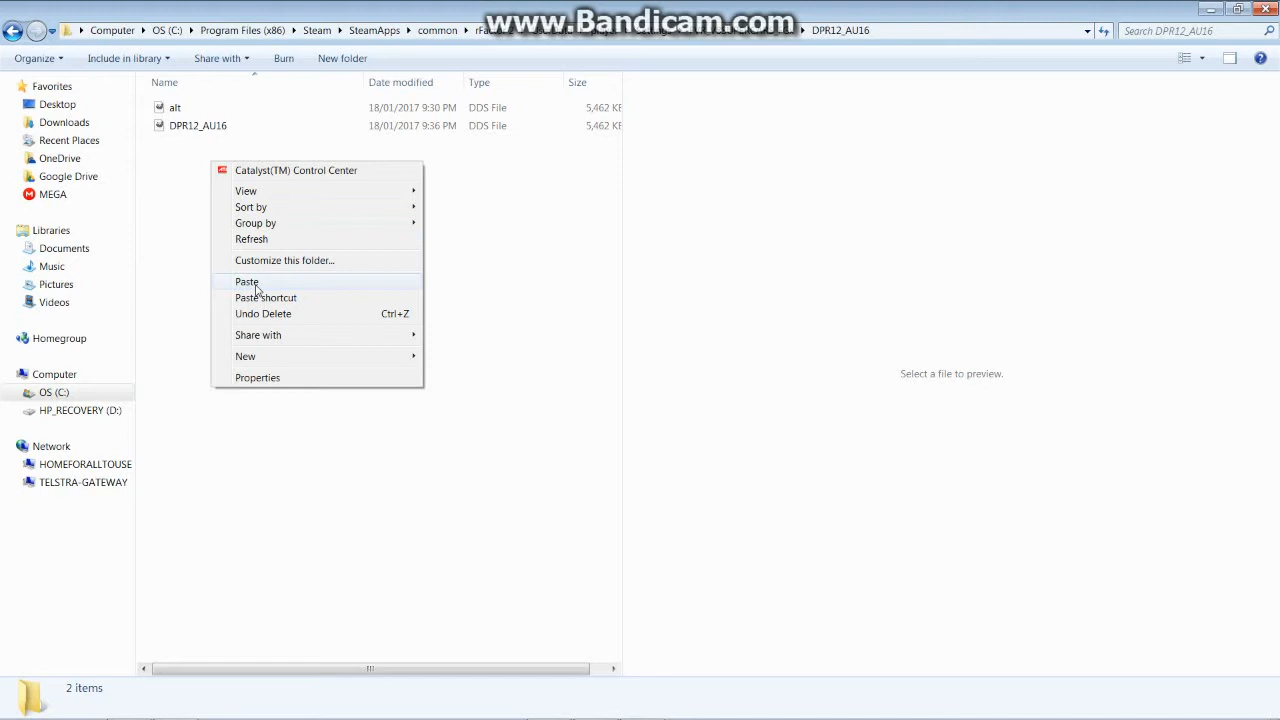 www.Bandicam.com
Computer
OS (C:)
Program Files (x86)
Steam
SteamApps
common
DPR12_AU16
Search DPR12_AU16
Organize
Include in library
Share with
Burn
New folder
Favorites
Desktop
Downloads
Recent Places
OneDrive
Google Drive
MEGA
Libraries
Documents
Music
Pictures
Videos
Homegroup
Computer
OS (C:)
HP_RECOVERY (D:)
Network
HOMEFORALLTOUSE
TELSTRA-GATEWAY
Name
Date modified
Type
Size
alt
18/01/2017 9:30 PM
DDS File
5,462 KB
DPR12_AU16
18/01/2017 9:36 PM
DDS File
5,462 KB
Catalyst(TM) Control Center
View
Sort by
Group by
Refresh
Customize this folder...
Paste
Paste shortcut
Undo Delete
Ctrl+Z
Share with
New
Properties
Select a file to preview.
2 items